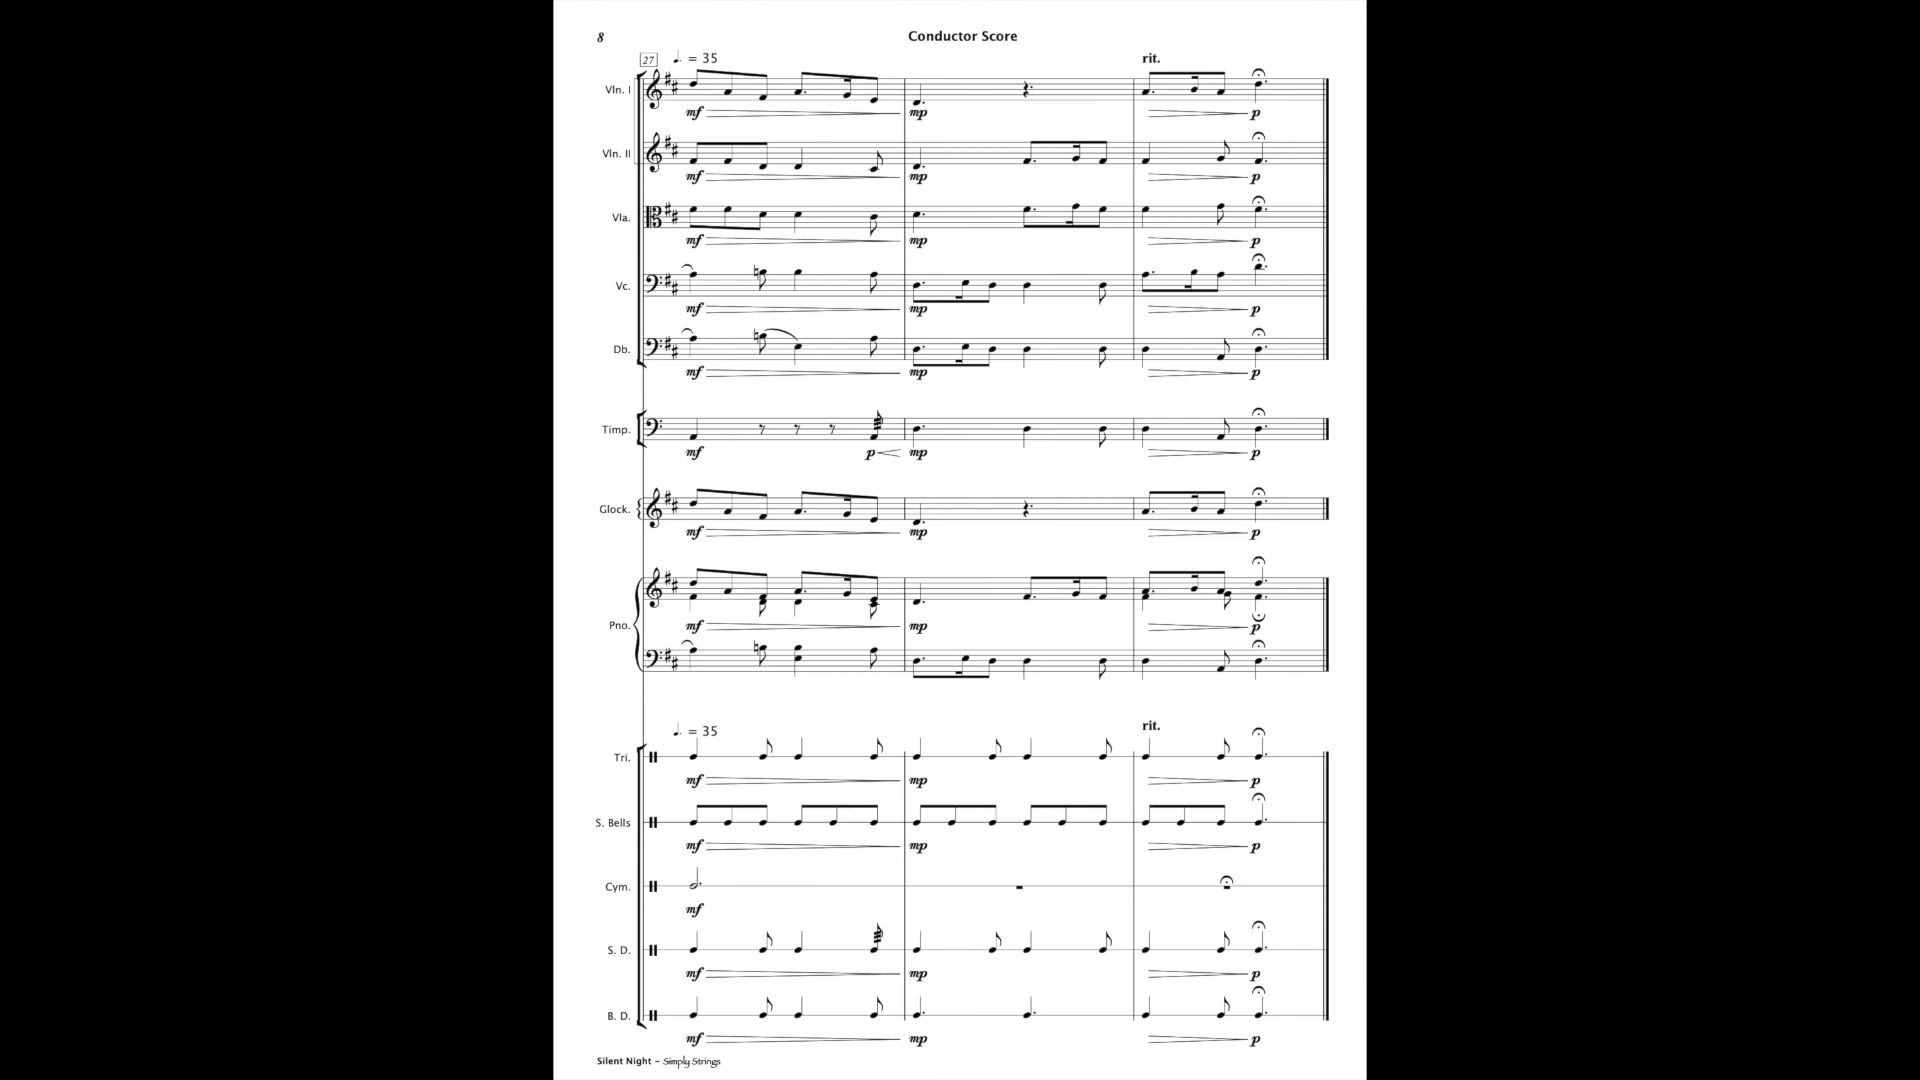 8
Conductor Score
27
♩. = 35
rit.
Vln. I
mf
mp
p
Vln. II
mf
mp
p
Vla.
mf
mp
p
Vc.
mf
mp
p
Db.
mf
mp
p
Timp.
mf
p
mp
p
Glock.
mf
mp
p
Pno.
mf
mp
p
♩. = 35
rit.
Tri.
mf
mp
p
S. Bells
mf
mp
p
Cym.
mf
S. D.
mf
mp
p
B. D.
mf
mp
p
Silent Night – Simply Strings